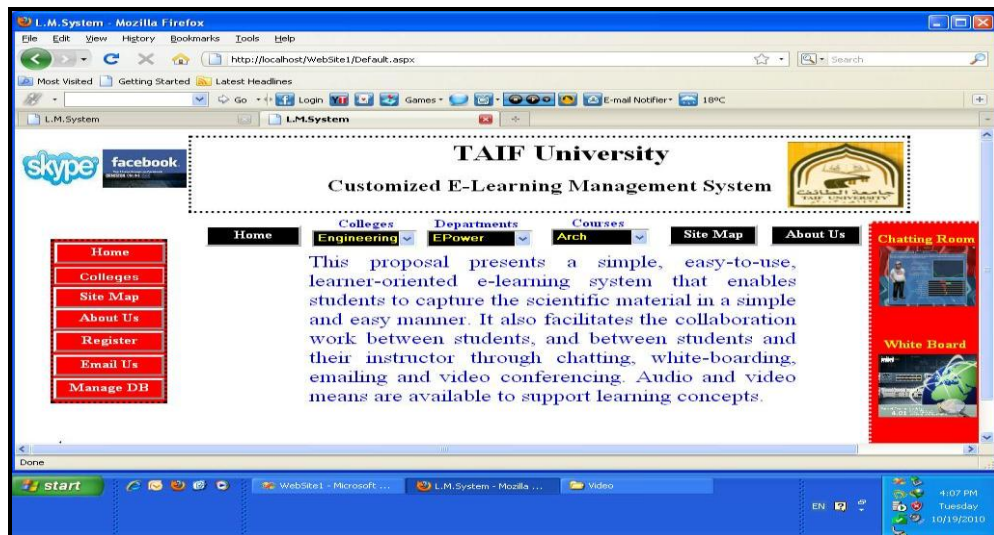 L.M.System - Mozilla Firefox
File Edit View History Bookmarks Tools Help
http://localhost/WebSite1/Default.aspx
Search
Most Visited Getting Started Latest Headlines
Go Login Games E-mail Notifier 18°C
L.M.System L.M.System
skype facebook
TAIF University
Customized E-Learning Management System
جامعة الطائف
TAIF UNIVERSITY
Colleges Departments Courses
Home Engineering EPower Arch Site Map About Us
Home
Colleges
Site Map
About Us
Register
Email Us
Manage DB
This proposal presents a simple, easy-to-use,
learner-oriented e-learning system that enables
students to capture the scientific material in a simple
and easy manner. It also facilitates the collaboration
work between students, and between students and
their instructor through chatting, white-boarding,
emailing and video conferencing. Audio and video
means are available to support learning concepts.
Chatting Room
White Board
Done
start WebSite1 - Microsoft ... L.M.System - Mozilla ... Video
EN
4:07 PM
Tuesday
10/19/2010